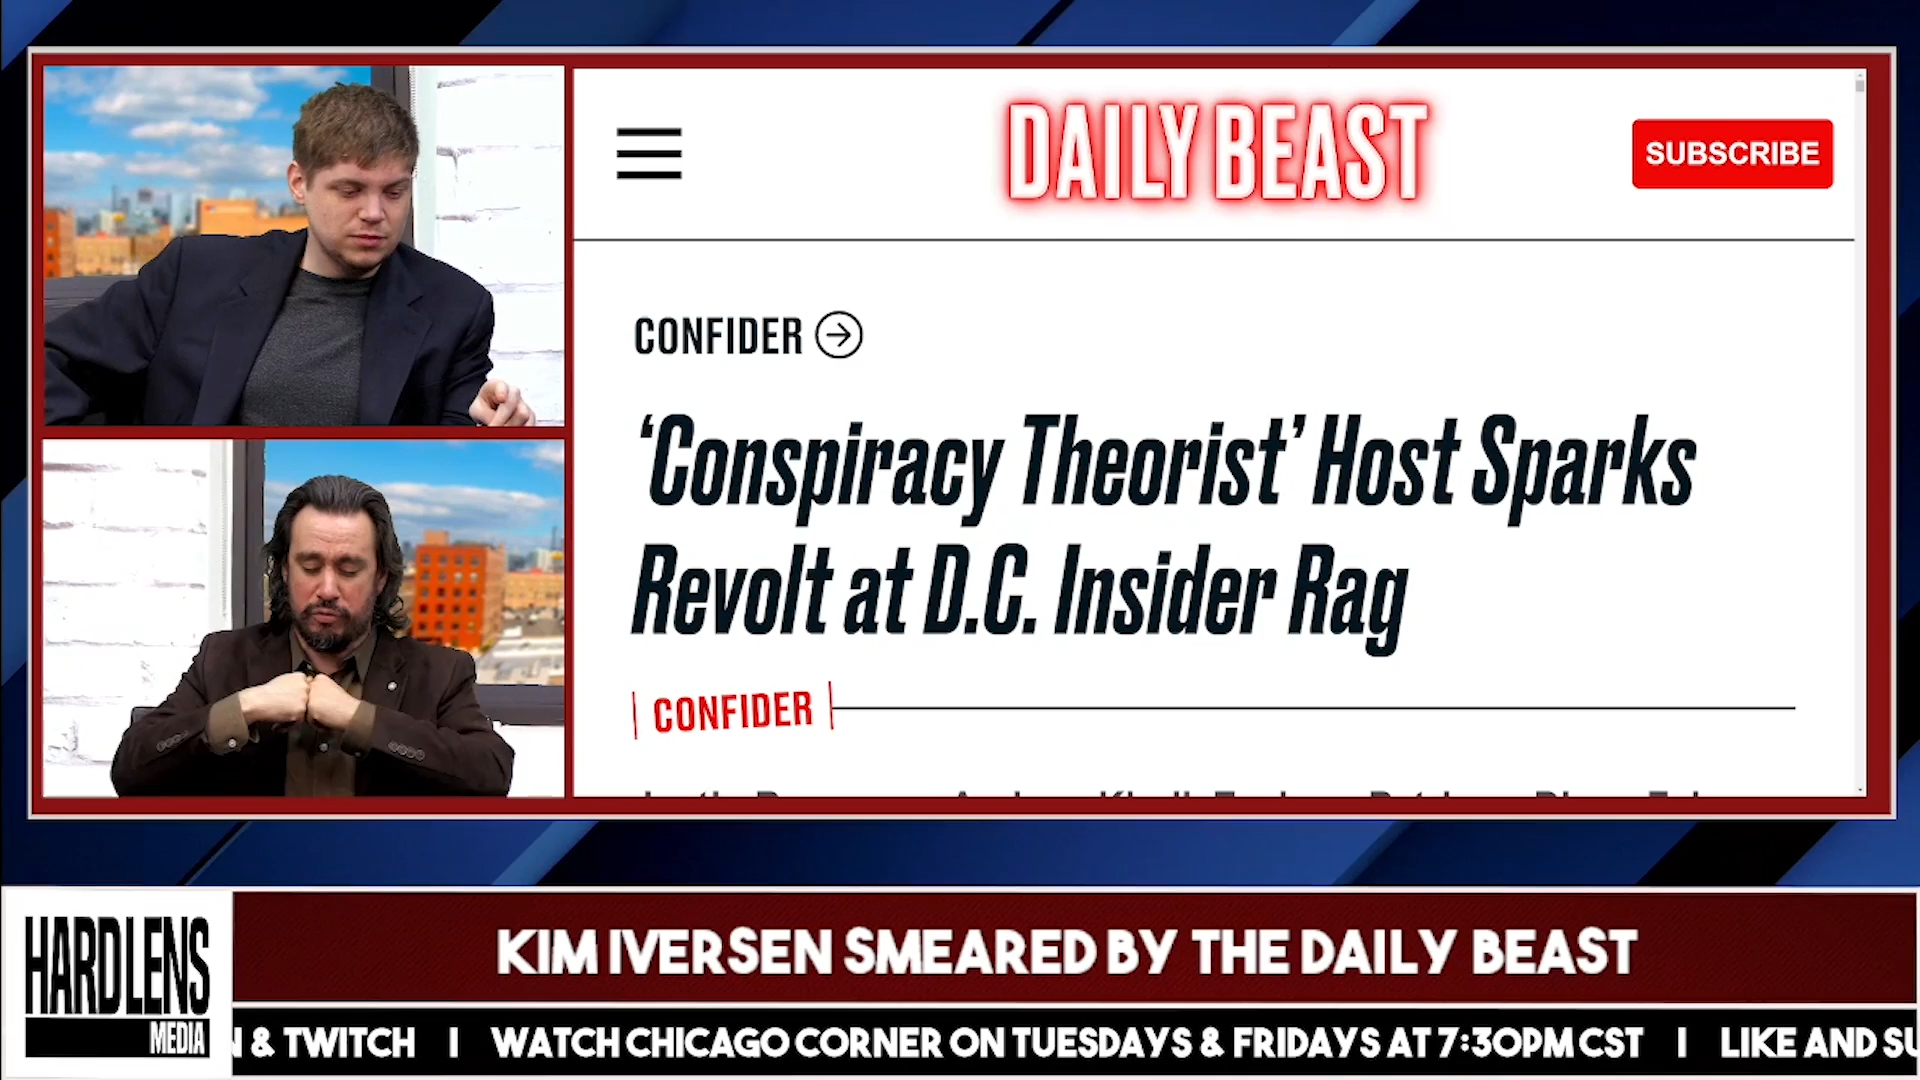 DAILY BEAST
SUBSCRIBE
CONFIDER
‘Conspiracy Theorist’ Host Sparks
Revolt at D.C. Insider Rag
CONFIDER
HARDLENS
MEDIA
KIM IVERSEN SMEARED BY THE DAILY BEAST
& TWITCH | WATCH CHICAGO CORNER ON TUESDAYS & FRIDAYS AT 7:30PM CST | LIKE AND SU